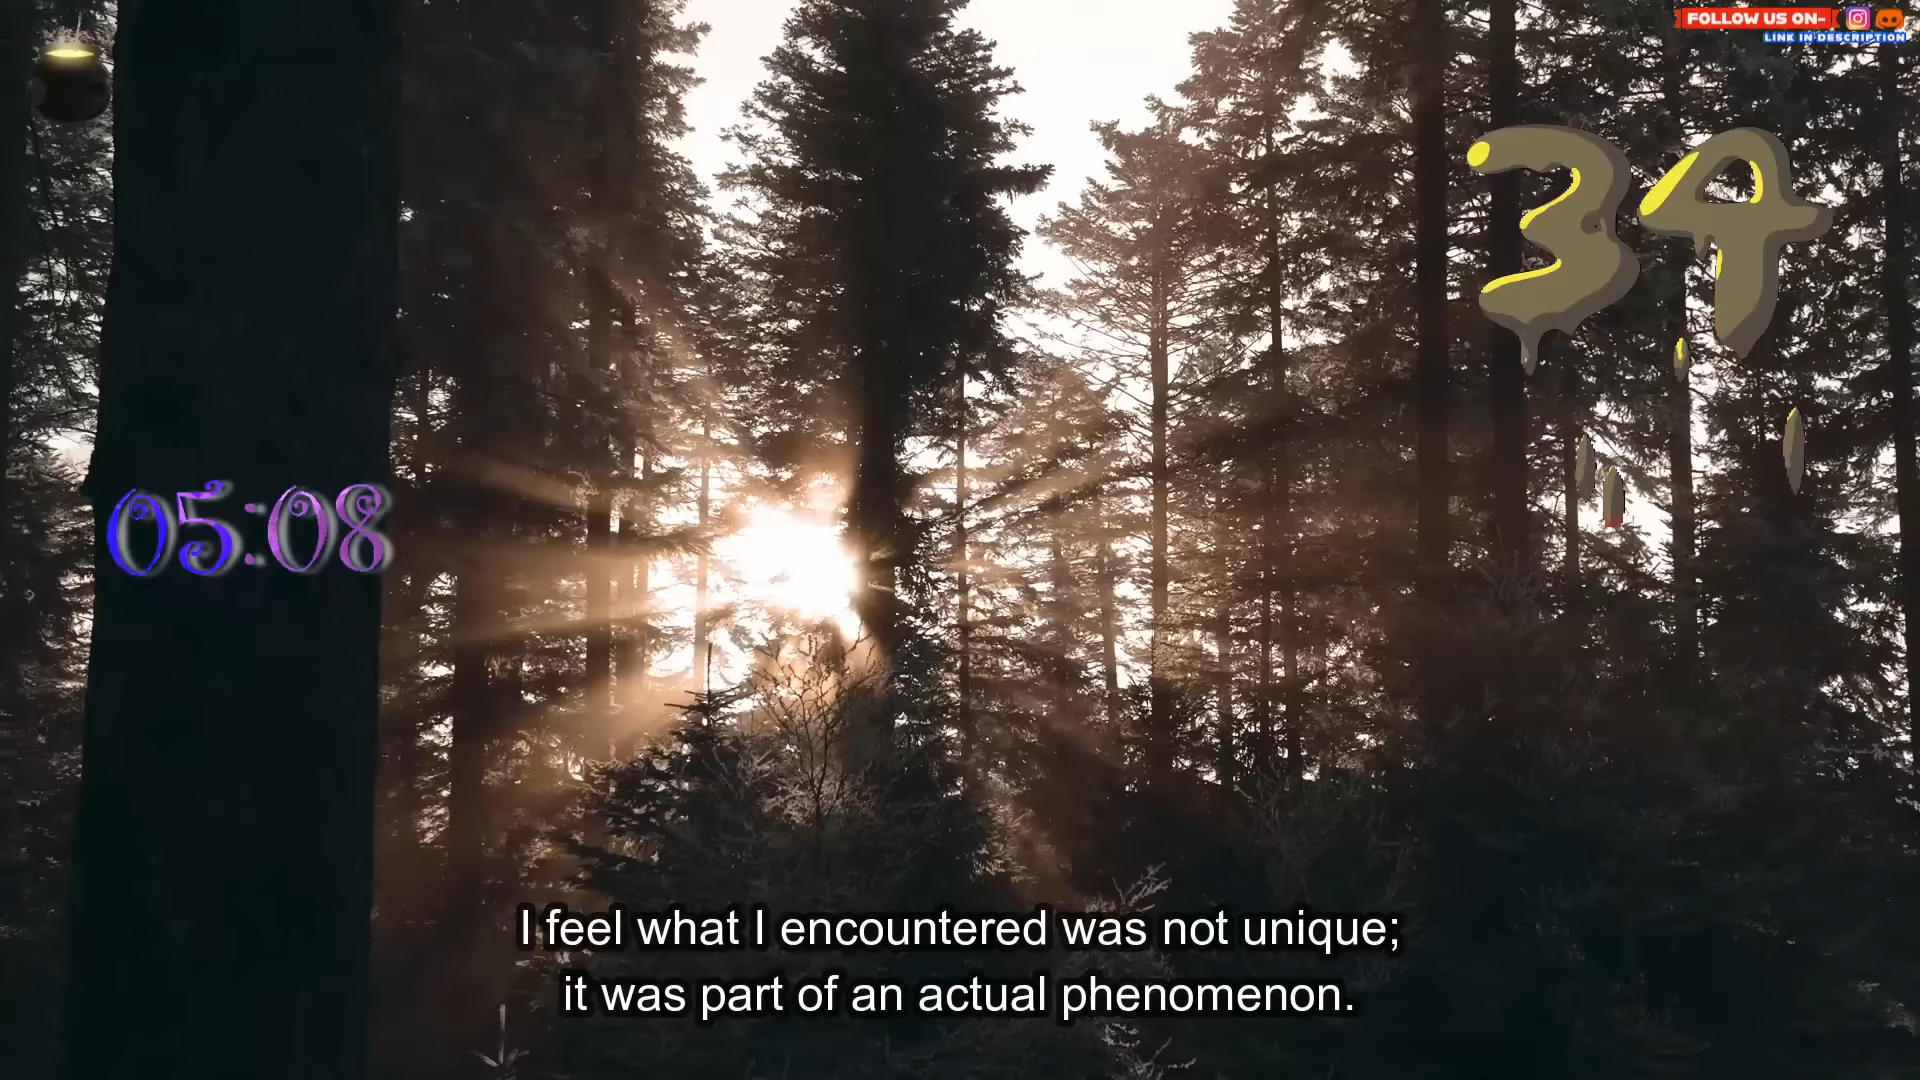 FOLLOW US ON-
LINK IN DESCRIPTION
34
05:08
I feel what I encountered was not unique;
it was part of an actual phenomenon.